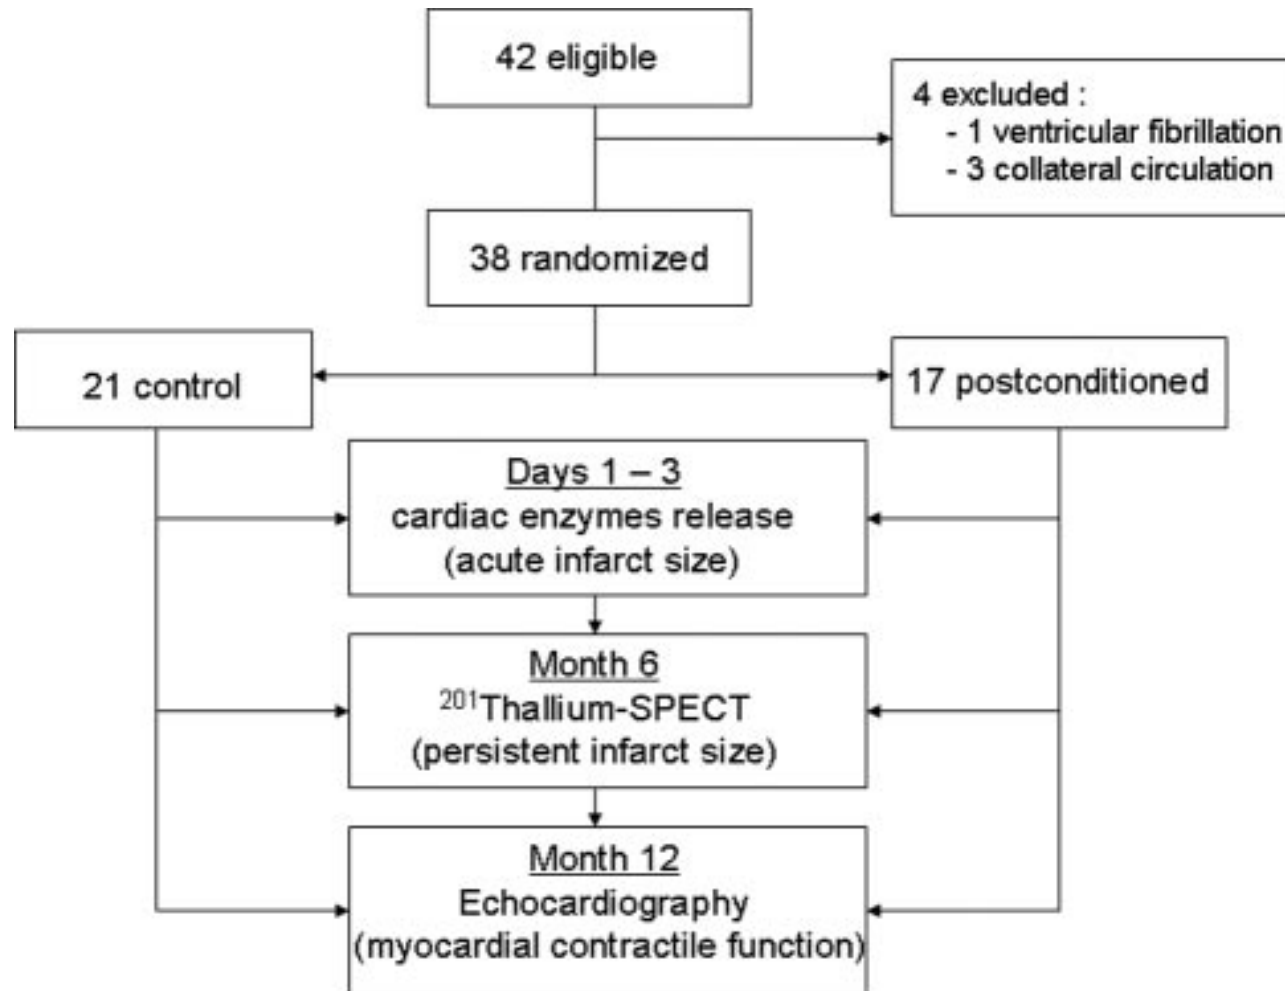 42 eligible
4 excluded :
- 1 ventricular fibrillation
- 3 collateral circulation
38 randomized
21 control
17 postconditioned
Days 1 – 3
cardiac enzymes release
(acute infarct size)
Month 6
²⁰¹Thallium-SPECT
(persistent infarct size)
Month 12
Echocardiography
(myocardial contractile function)